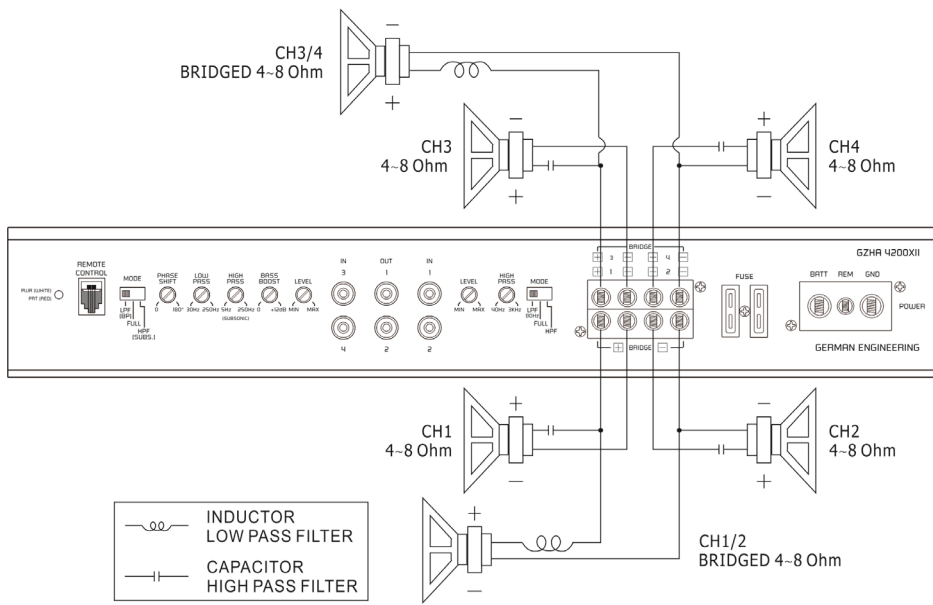 CH3/4
BRIDGED 4~8 Ohm
−
+
CH3
4~8 Ohm
−
+
+
−
CH4
4~8 Ohm
REMOTE
CONTROL
PWR (WHITE)
PRT (RED)
MODE
LPF
(BP)
FULL
HPF
(SUBS.)
PHASE
SHIFT
0 180°
LOW
PASS
30Hz 250Hz
HIGH
PASS
5Hz 250Hz
(SUBSONIC)
BASS
BOOST
0 +12dB
LEVEL
MIN MAX
IN OUT IN
3 1 1
4 2 2
LEVEL
MIN MAX
HIGH
PASS
40Hz 3KHz
MODE
LPF
(80Hz)
FULL
HPF
BRIDGE
+ 3 − + 4 −
+ 1 − + 2 −
+ BRIDGE −
FUSE
GZHA 4200XII
BATT REM GND
POWER
GERMAN ENGINEERING
CH1
4~8 Ohm
+
−
−
+
CH2
4~8 Ohm
+
−
CH1/2
BRIDGED 4~8 Ohm
INDUCTOR
LOW PASS FILTER
CAPACITOR
HIGH PASS FILTER